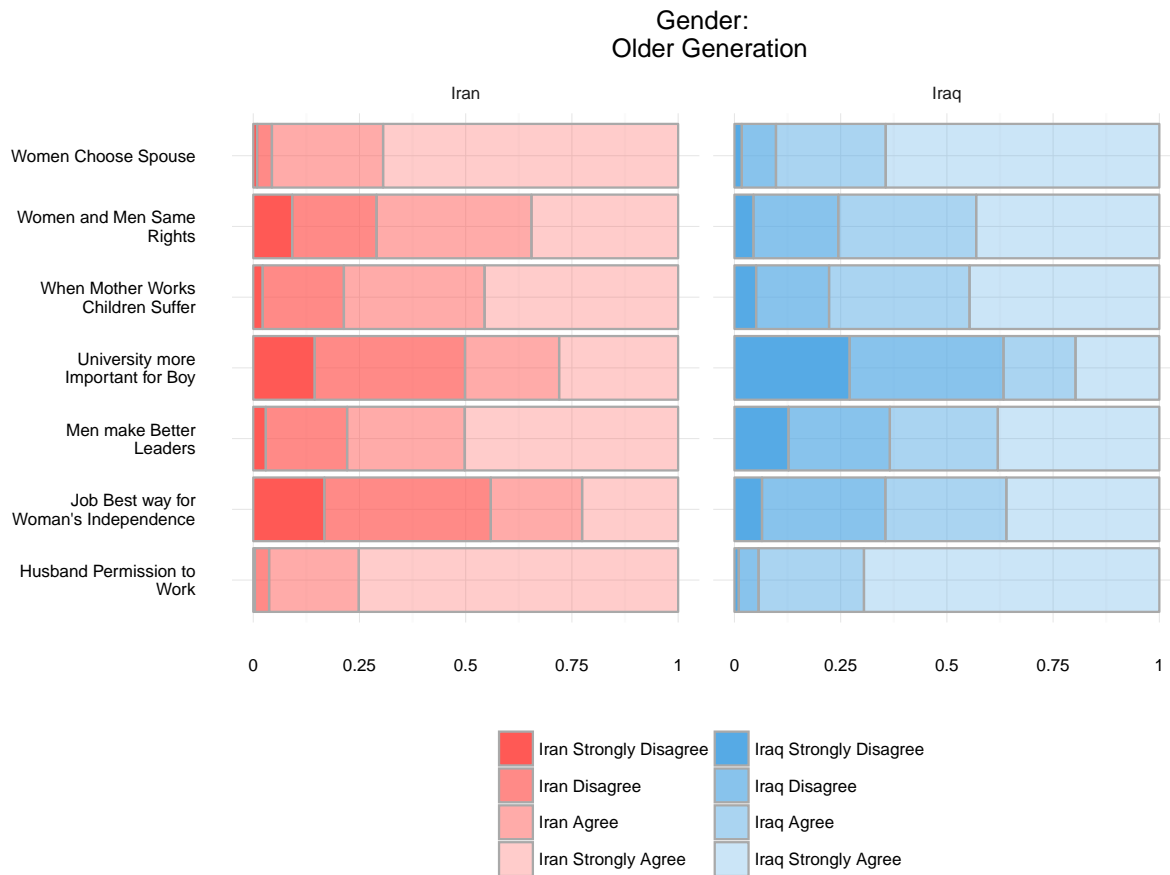 Gender:
Older Generation
Iran
Iraq
Women Choose Spouse
Women and Men Same
Rights
When Mother Works
Children Suffer
University more
Important for Boy
Men make Better
Leaders
Job Best way for
Woman's Independence
Husband Permission to
Work
0 0.25 0.5 0.75 1
0 0.25 0.5 0.75 1
Iran Strongly Disagree
Iran Disagree
Iran Agree
Iran Strongly Agree
Iraq Strongly Disagree
Iraq Disagree
Iraq Agree
Iraq Strongly Agree